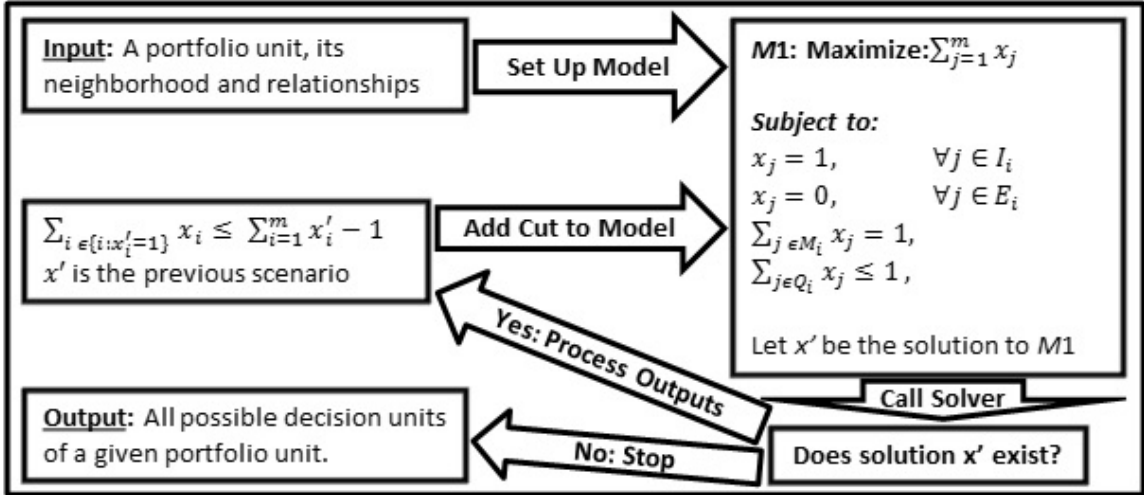 Input: A portfolio unit, its
neighborhood and relationships
Set Up Model
M1: Maximize:∑_{j=1}^{m} x_j
Subject to:
x_j = 1, ∀j ∈ I_i
x_j = 0, ∀j ∈ E_i
∑_{j ∈M_i} x_j = 1,
∑_{j∈Q_i} x_j ≤ 1 ,
Let x' be the solution to M1
Call Solver
Does solution x' exist?
Yes: Process Outputs
∑_{i ∈{i:x'_i=1}} x_i ≤ ∑_{i=1}^{m} x'_i − 1
x' is the previous scenario
Add Cut to Model
No: Stop
Output: All possible decision units
of a given portfolio unit.